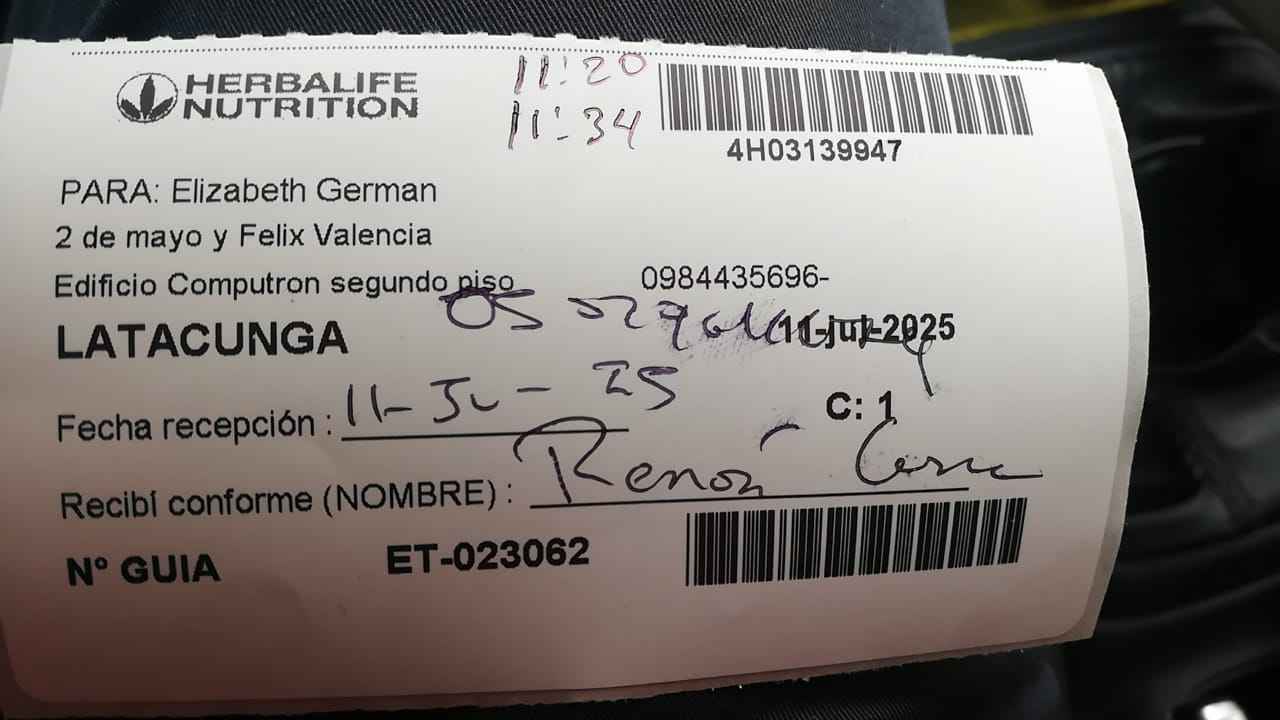 HERBALIFE
NUTRITION
11:20
11:34
4H03139947
PARA: Elizabeth German
2 de mayo y Felix Valencia
Edificio Computron segundo piso 0984435696-
LATACUNGA 11-jul-2025
Fecha recepción : 11-Ju-25
C: 1
Recibí conforme (NOMBRE) : Renon
Nº GUIA ET-023062